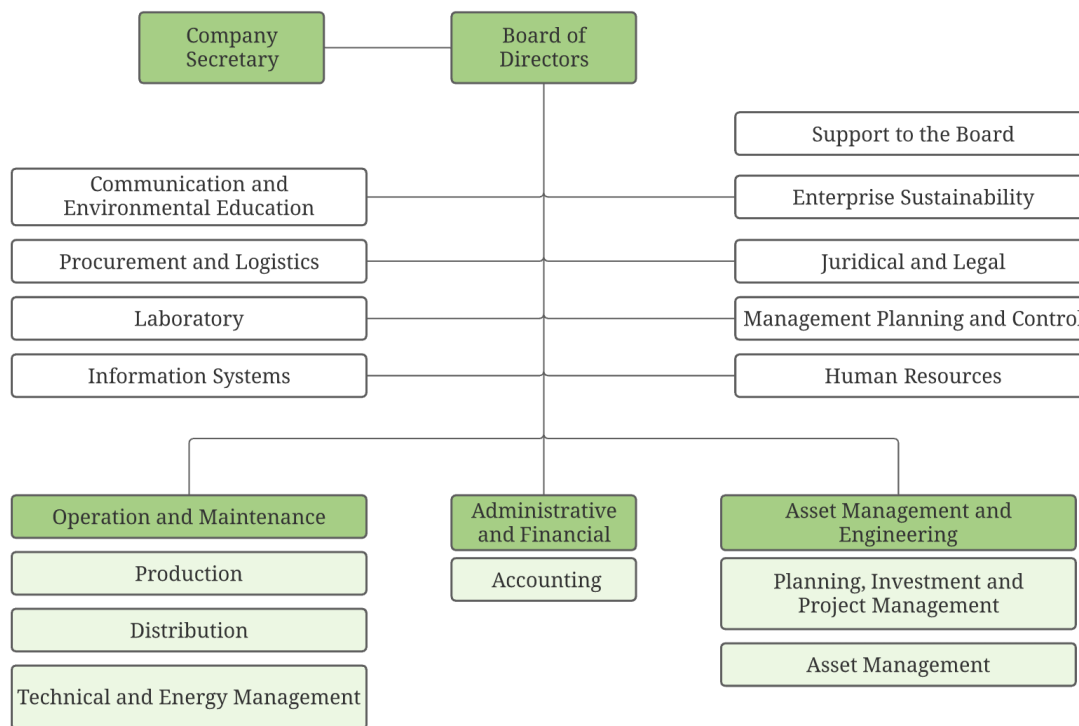 Company
Secretary
Board of
Directors
Support to the Board
Communication and
Environmental Education
Enterprise Sustainability
Procurement and Logistics
Juridical and Legal
Laboratory
Management Planning and Control
Information Systems
Human Resources
Operation and Maintenance
Administrative
and Financial
Asset Management and
Engineering
Production
Accounting
Planning, Investment and
Project Management
Distribution
Asset Management
Technical and Energy Management